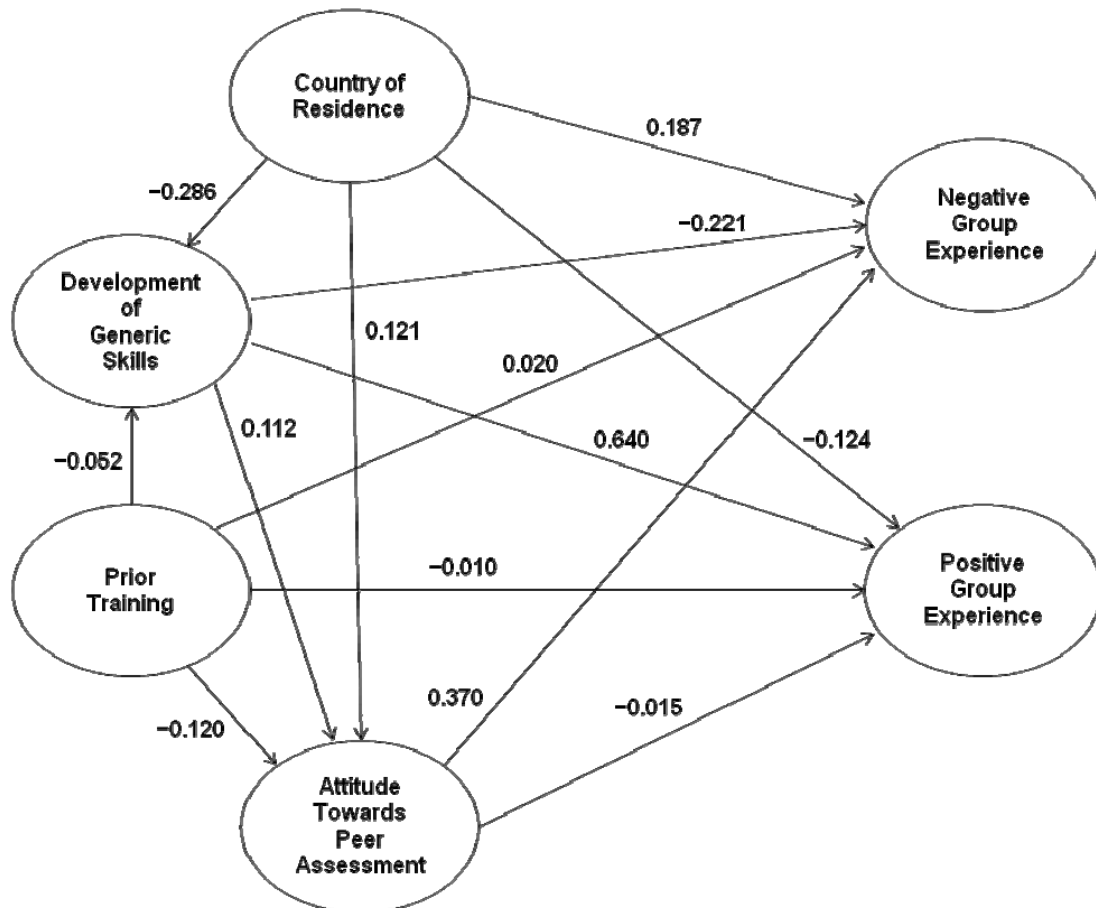 Country of
Residence
0.187
Negative
Group
Experience
−0.286
−0.221
Development
of
Generic
Skills
0.121
0.020
0.112
0.640
−0.124
−0.052
Prior
Training
−0.010
Positive
Group
Experience
−0.120
0.370
−0.015
Attitude
Towards
Peer
Assessment